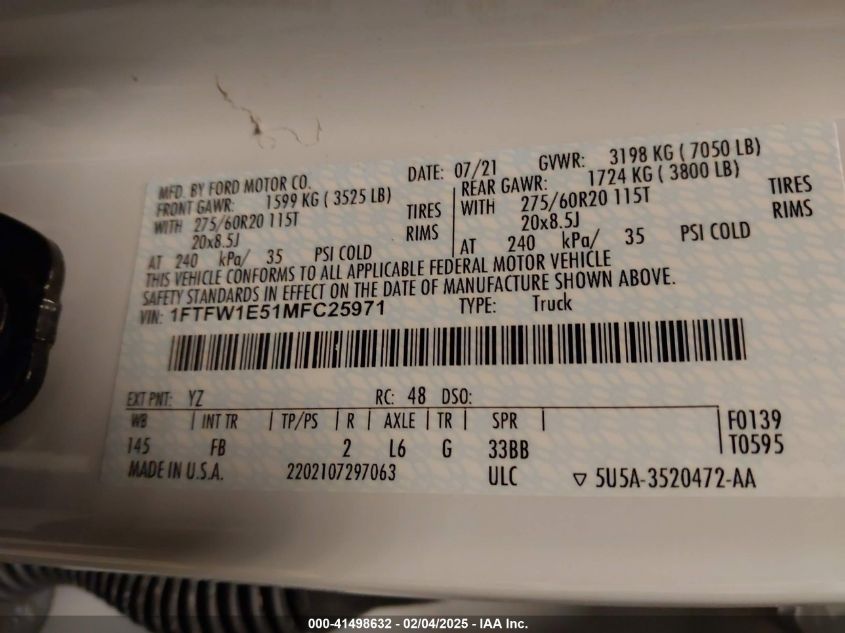 MFD. BY FORD MOTOR CO. DATE: 07/21 GVWR: 3198 KG ( 7050 LB)
FRONT GAWR: 1599 KG ( 3525 LB) REAR GAWR: 1724 KG ( 3800 LB)
WITH 275/60R20 115T TIRES WITH 275/60R20 115T TIRES
20x8.5J RIMS 20x8.5J RIMS
AT 240 kPa/ 35 PSI COLD AT 240 kPa/ 35 PSI COLD
THIS VEHICLE CONFORMS TO ALL APPLICABLE FEDERAL MOTOR VEHICLE
SAFETY STANDARDS IN EFFECT ON THE DATE OF MANUFACTURE SHOWN ABOVE.
VIN: 1FTFW1E51MFC25971 TYPE: Truck
EXT PNT: YZ RC: 48 DSO:
WB | INT TR | TP/PS | R | AXLE | TR | SPR | F0139
145 FB 2 L6 G 33BB T0595
MADE IN U.S.A. 2202107297063 ULC ▽ 5U5A-3520472-AA
000-41498632 - 02/04/2025 - IAA Inc.